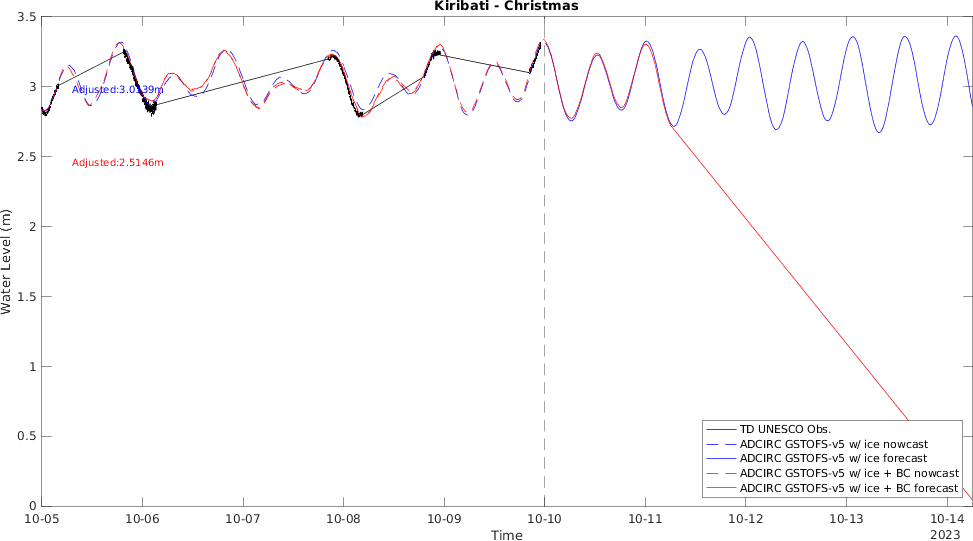 Kiribati - Christmas
Water Level (m)
3.5
3
2.5
2
1.5
1
0.5
0
Adjusted:3.0139m
Adjusted:2.5146m
TD UNESCO Obs.
ADCIRC GSTOFS-v5 w/ ice nowcast
ADCIRC GSTOFS-v5 w/ ice forecast
ADCIRC GSTOFS-v5 w/ ice + BC nowcast
ADCIRC GSTOFS-v5 w/ ice + BC forecast
10-05 10-06 10-07 10-08 10-09 10-10 10-11 10-12 10-13 10-14
2023
Time